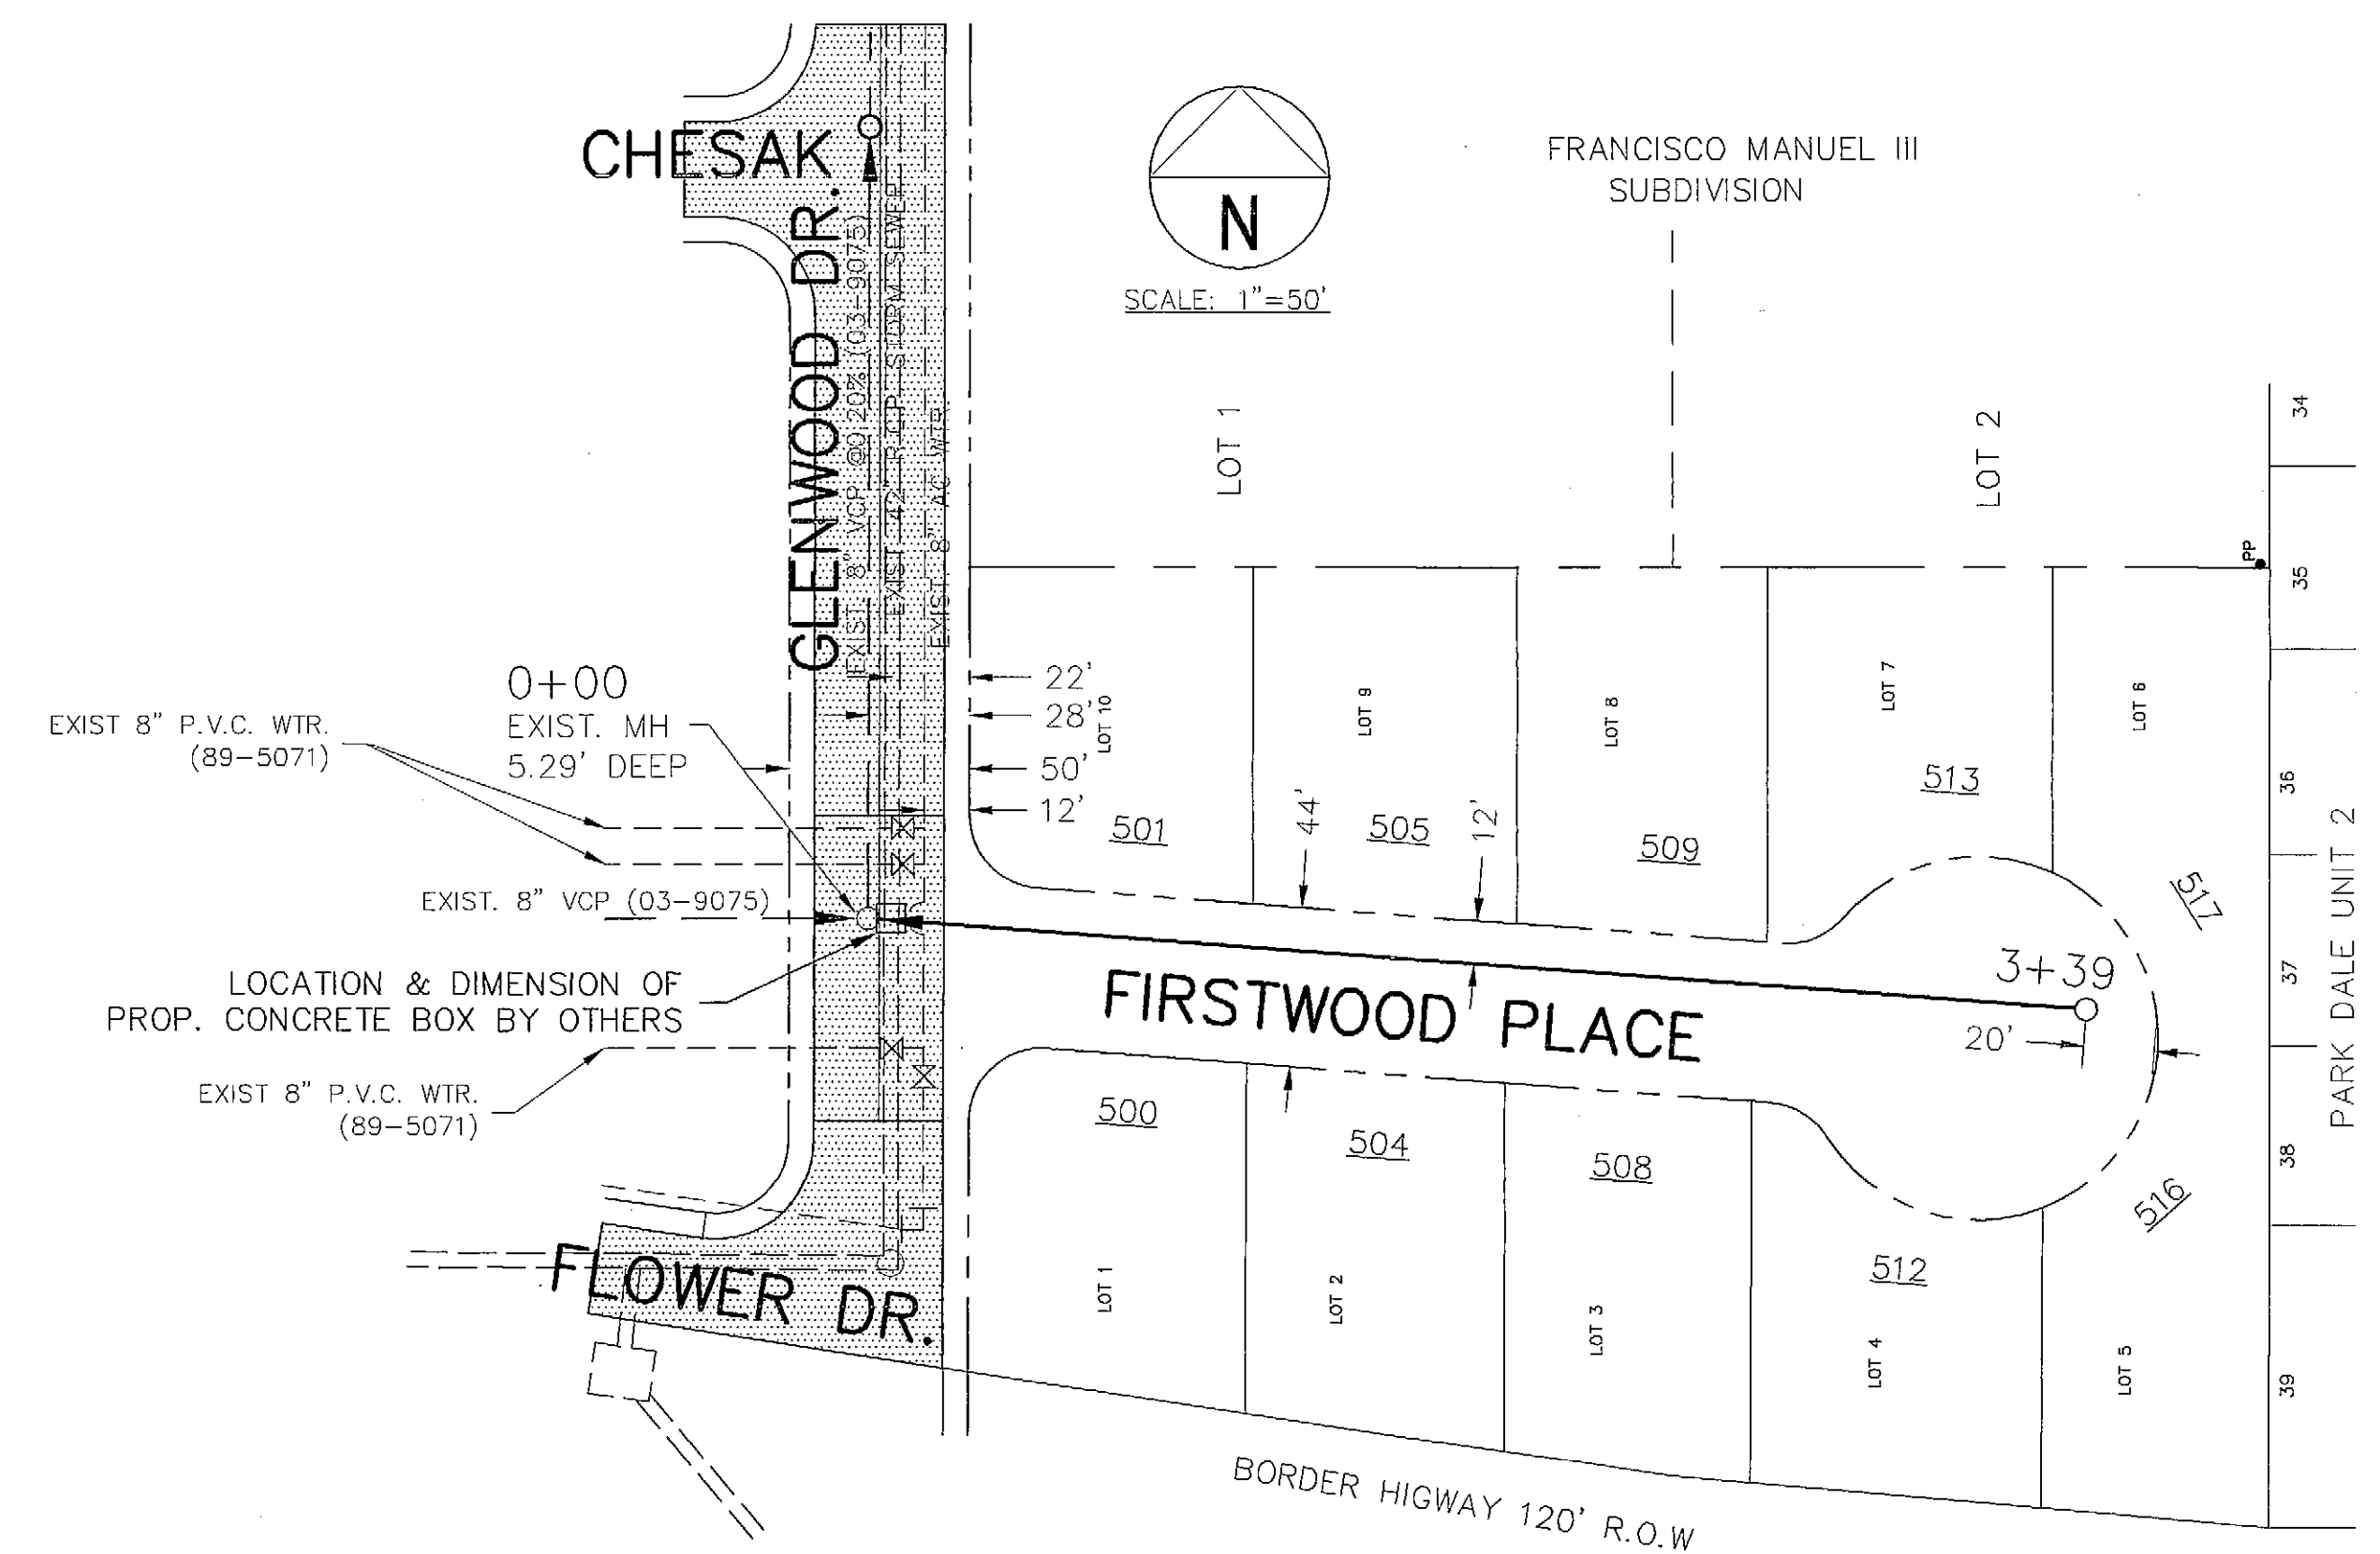 CHESAK
GLENWOOD DR.
EXIST. 8" VCP @0.20% (03-9075)
EXIST 42" RCP STORM SEWER
EXIST. 8" AC WTR.
N
SCALE: 1"=50'
FRANCISCO MANUEL III
SUBDIVISION
LOT 1
LOT 2
34
PP
35
0+00
EXIST. MH
5.29' DEEP
EXIST 8" P.V.C. WTR.
(89-5071)
22'
28'
50'
12'
LOT 10
LOT 9
LOT 8
LOT 7
LOT 6
501
505
509
513
517
44'
12'
36
EXIST. 8" VCP (03-9075)
LOCATION & DIMENSION OF
PROP. CONCRETE BOX BY OTHERS
FIRSTWOOD PLACE
3+39
20'
37
PARK DALE UNIT 2
EXIST 8" P.V.C. WTR.
(89-5071)
500
504
508
512
516
38
FLOWER DR.
LOT 1
LOT 2
LOT 3
LOT 4
LOT 5
39
BORDER HIGWAY 120' R.O.W